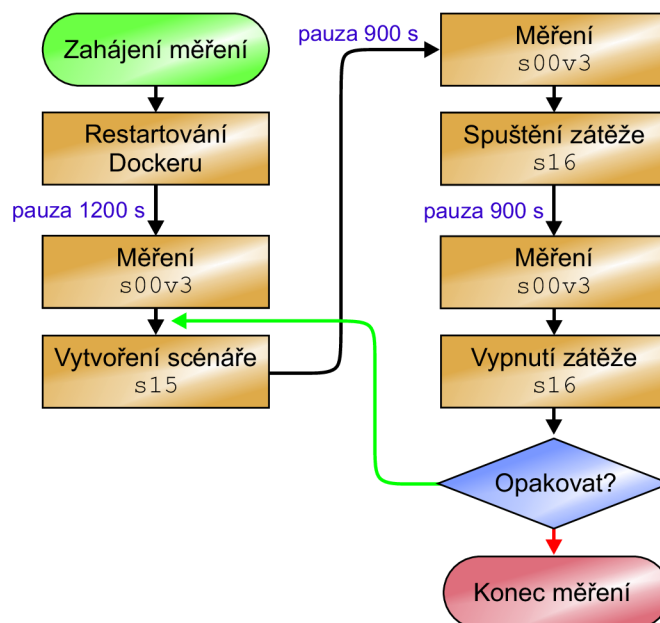 Zahájení měření
Restartování
Dockeru
pauza 1200 s
Měření
s00v3
Vytvoření scénáře
s15
pauza 900 s
Měření
s00v3
Spuštění zátěže
s16
pauza 900 s
Měření
s00v3
Vypnutí zátěže
s16
Opakovat?
Konec měření